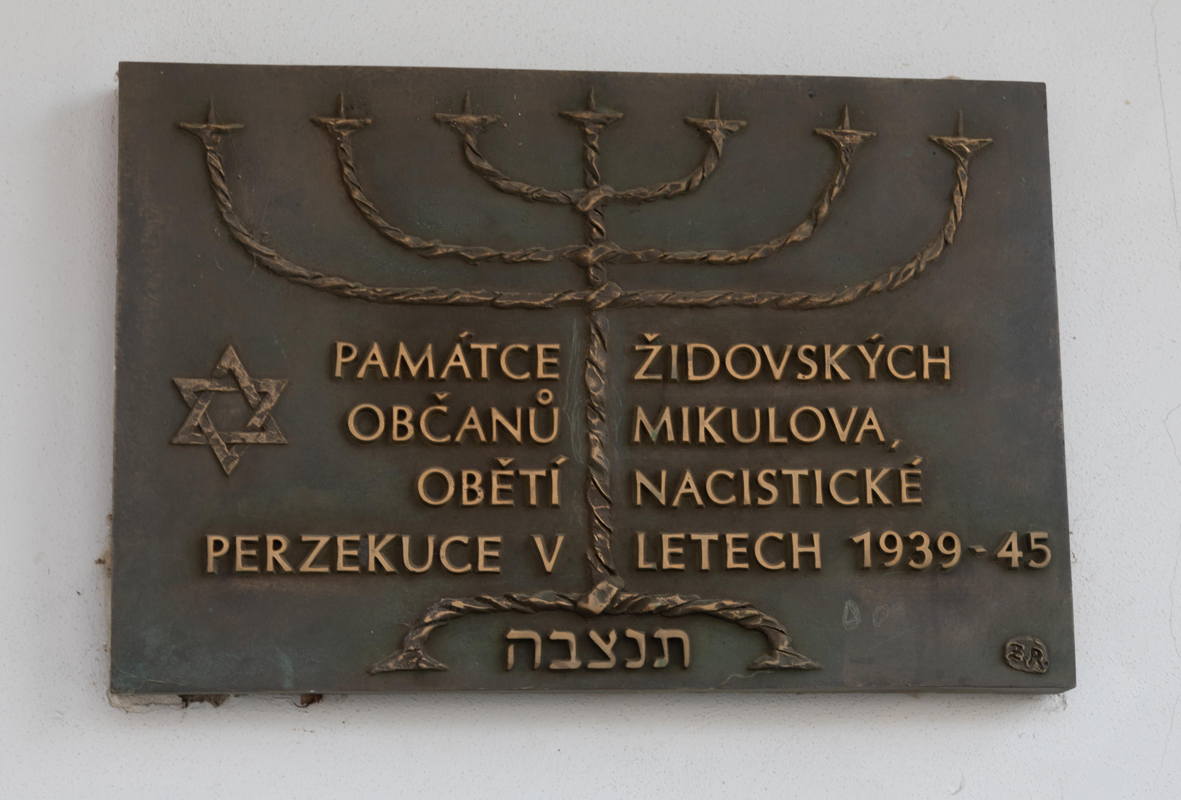 PAMÁTCE ŽIDOVSKÝCH
OBČANŮ MIKULOVA,
OBĚTÍ NACISTICKÉ
PERZEKUCE V LETECH 1939-45
תנצבה